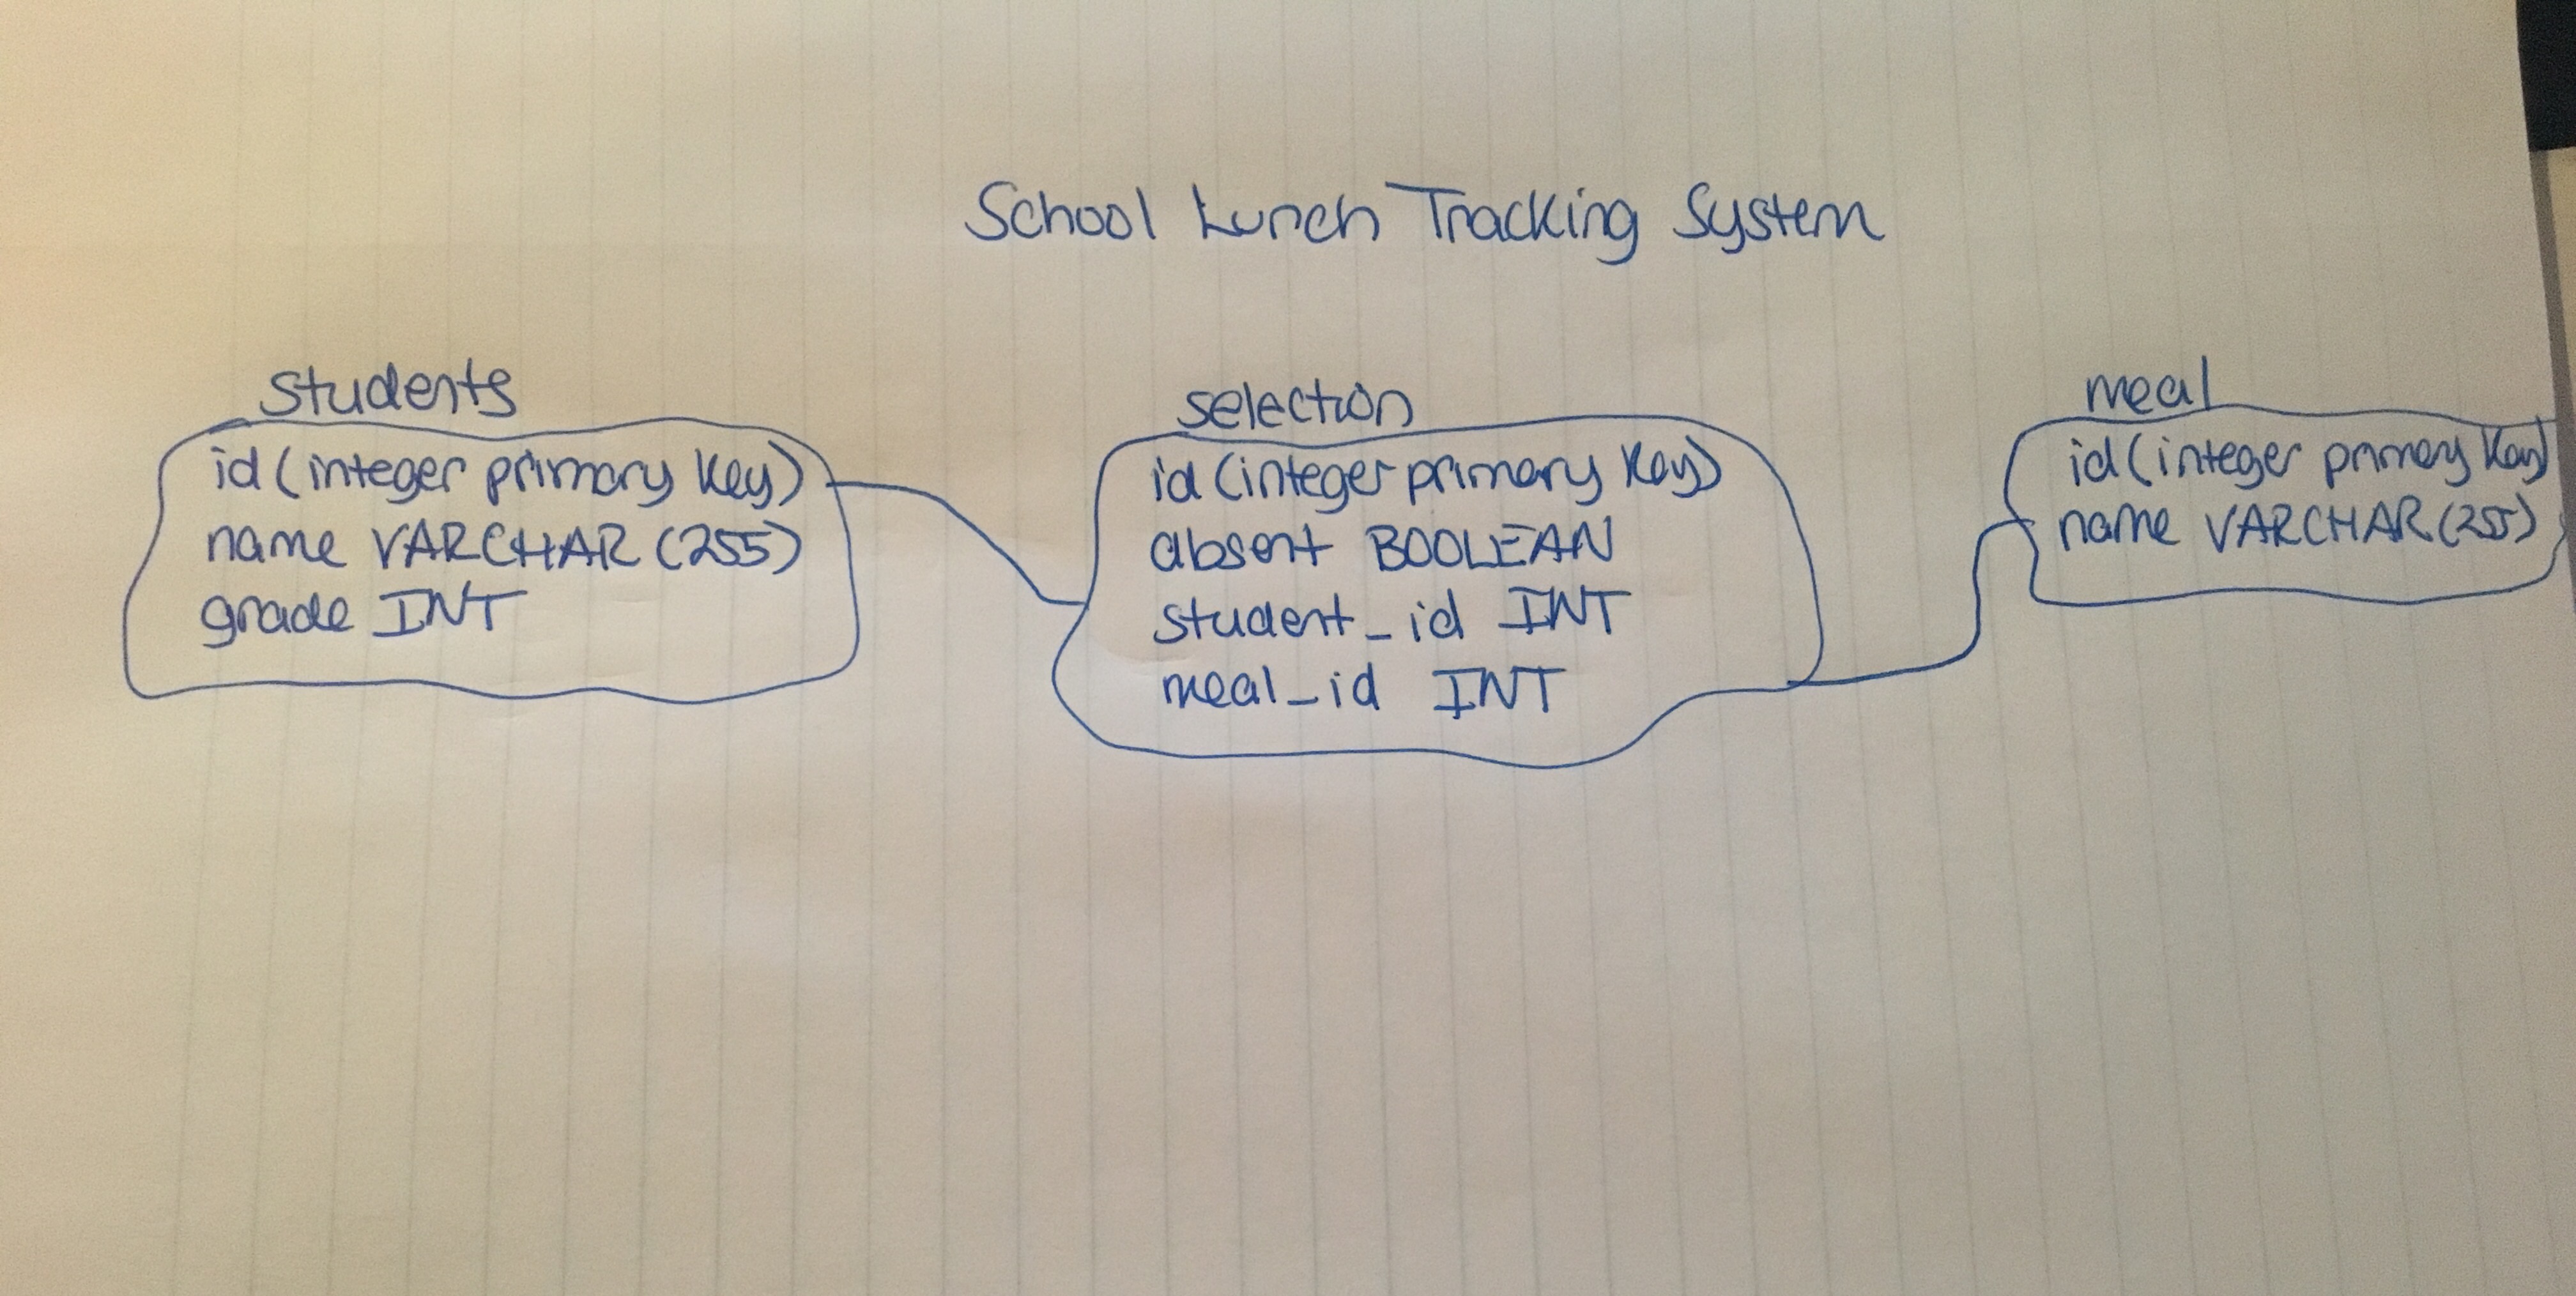 School Lunch Tracking System
students
id (integer primary key)
name VARCHAR (255)
grade INT
selection
id (integer primary key)
absent BOOLEAN
student_id INT
meal_id INT
meal
id (integer primary key)
name VARCHAR (255)